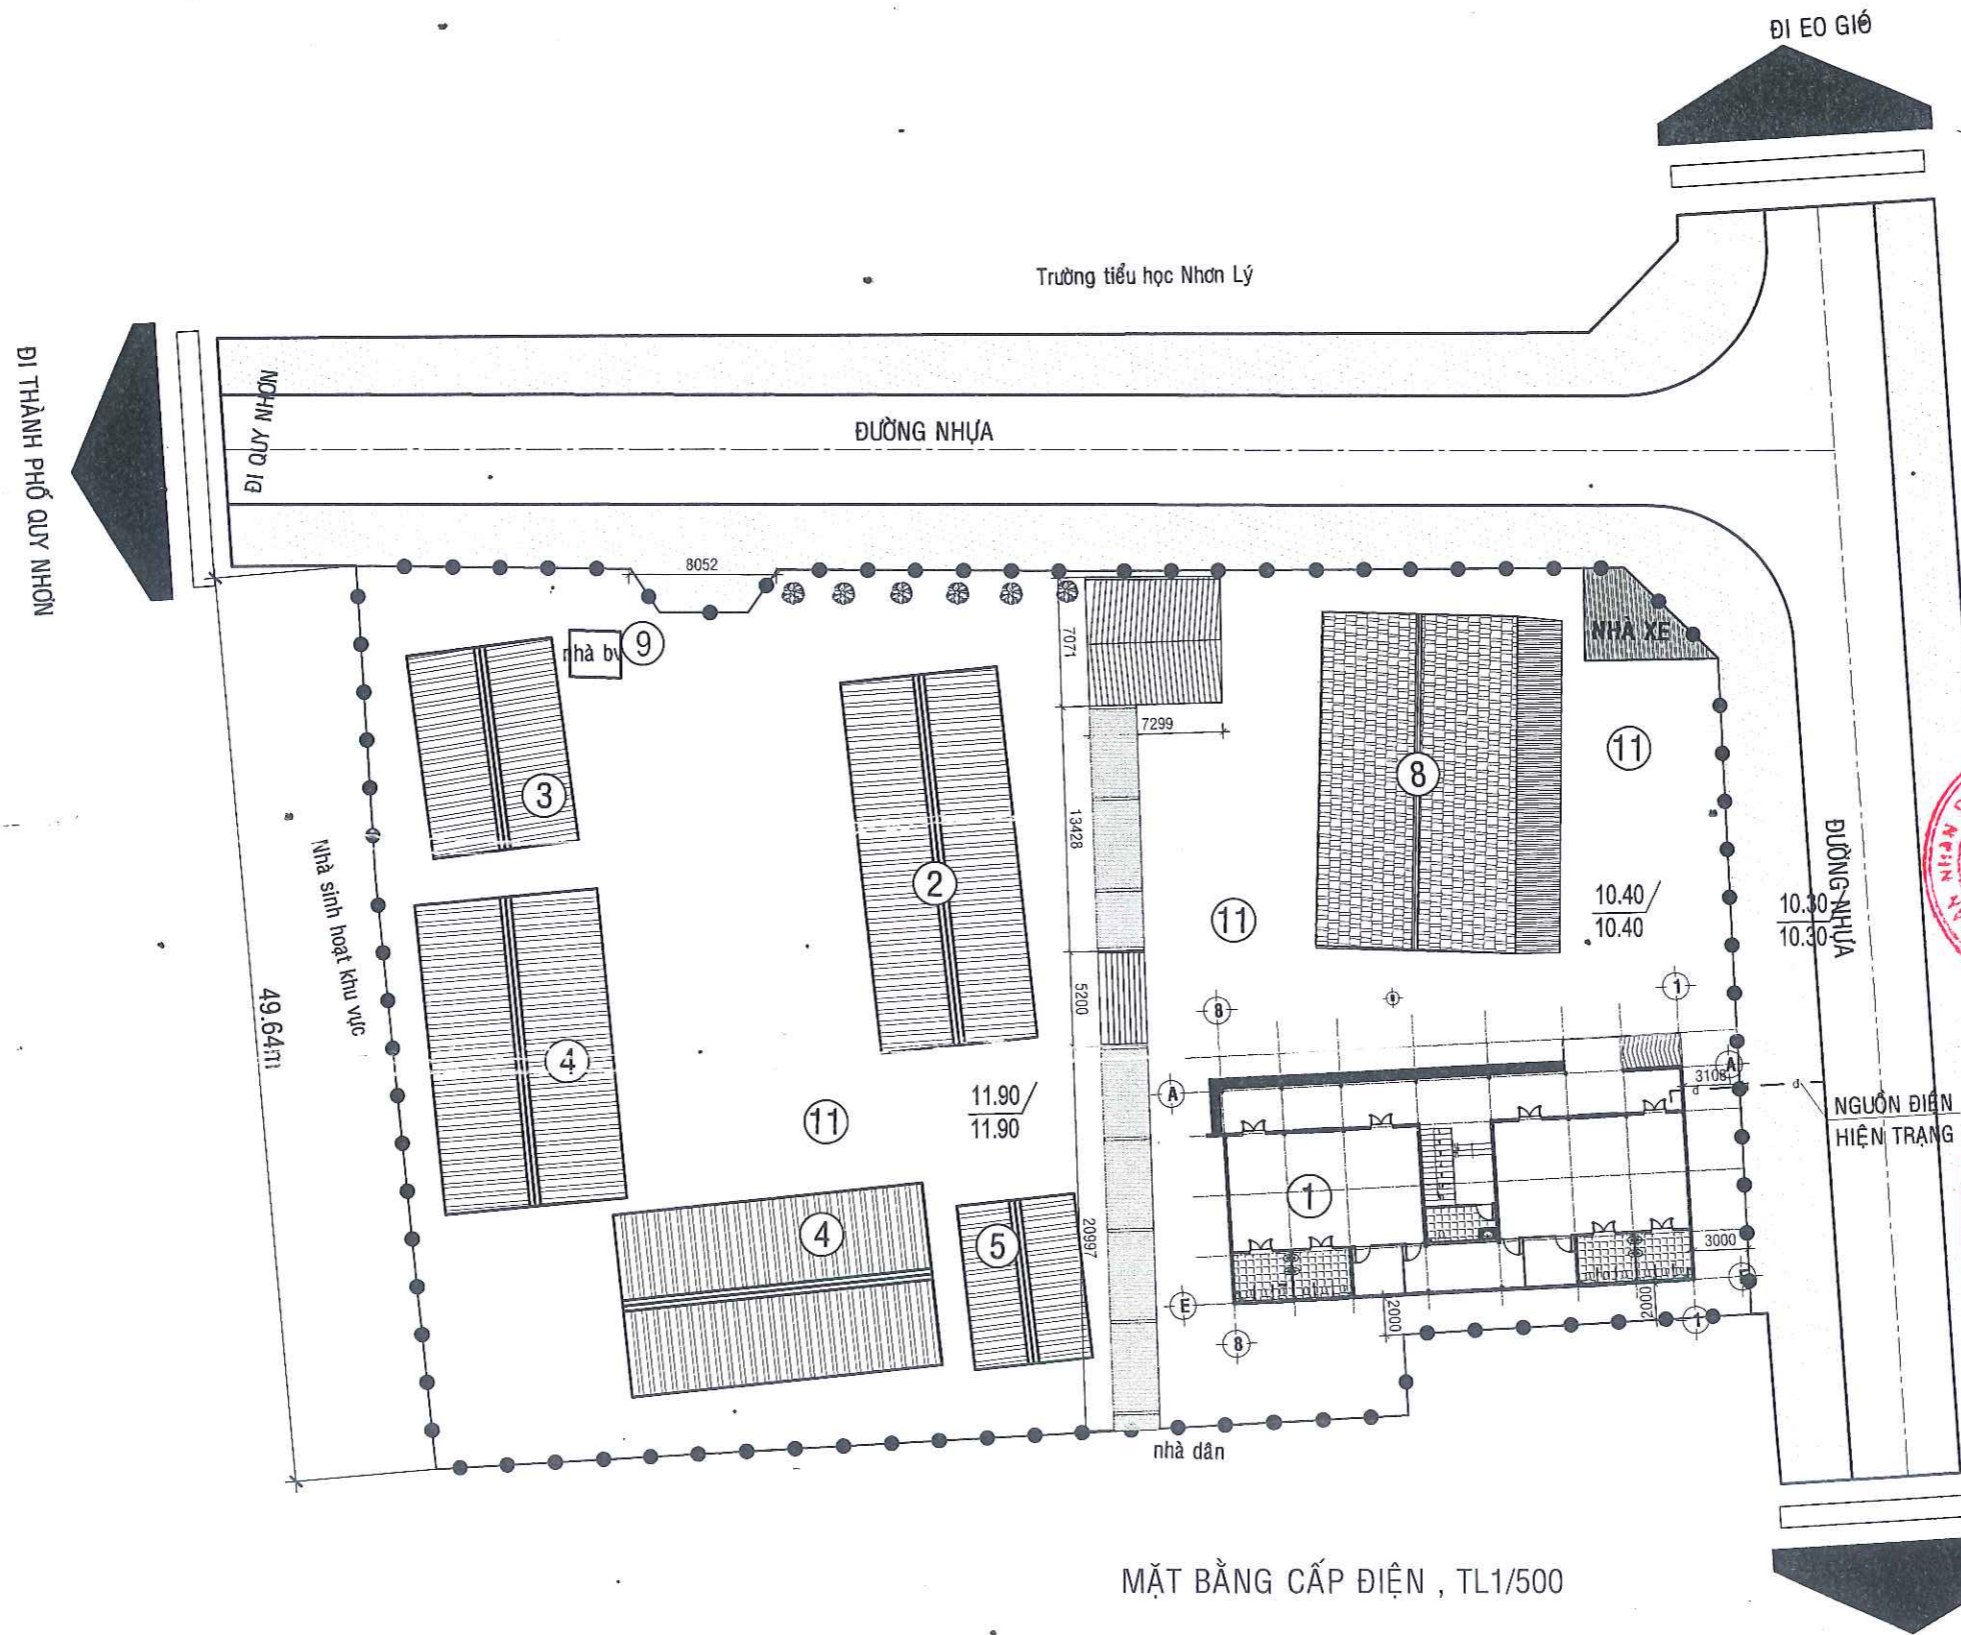 ĐI EO GIÓ
Trường tiểu học Nhơn Lý
ĐI THÀNH PHỐ QUY NHƠN
ĐI QUY NHƠN
ĐƯỜNG NHỰA
8052
nhà bv
9
7071
NHÀ XE
7299
3
2
8
11
13428
ĐƯỜNG NHỰA
Nhà sinh hoạt khu vực
49.64m
11
10.40
10.40
10.30
10.30
5200
8
1
4
A
A
3108
d
d
NGUỒN ĐIỆN
HIỆN TRẠNG
11
11.90
11.90
1
4
5
20997
3000
E
2000
2000
8
1
nhà dân
MẶT BẰNG CẤP ĐIỆN , TL1/500